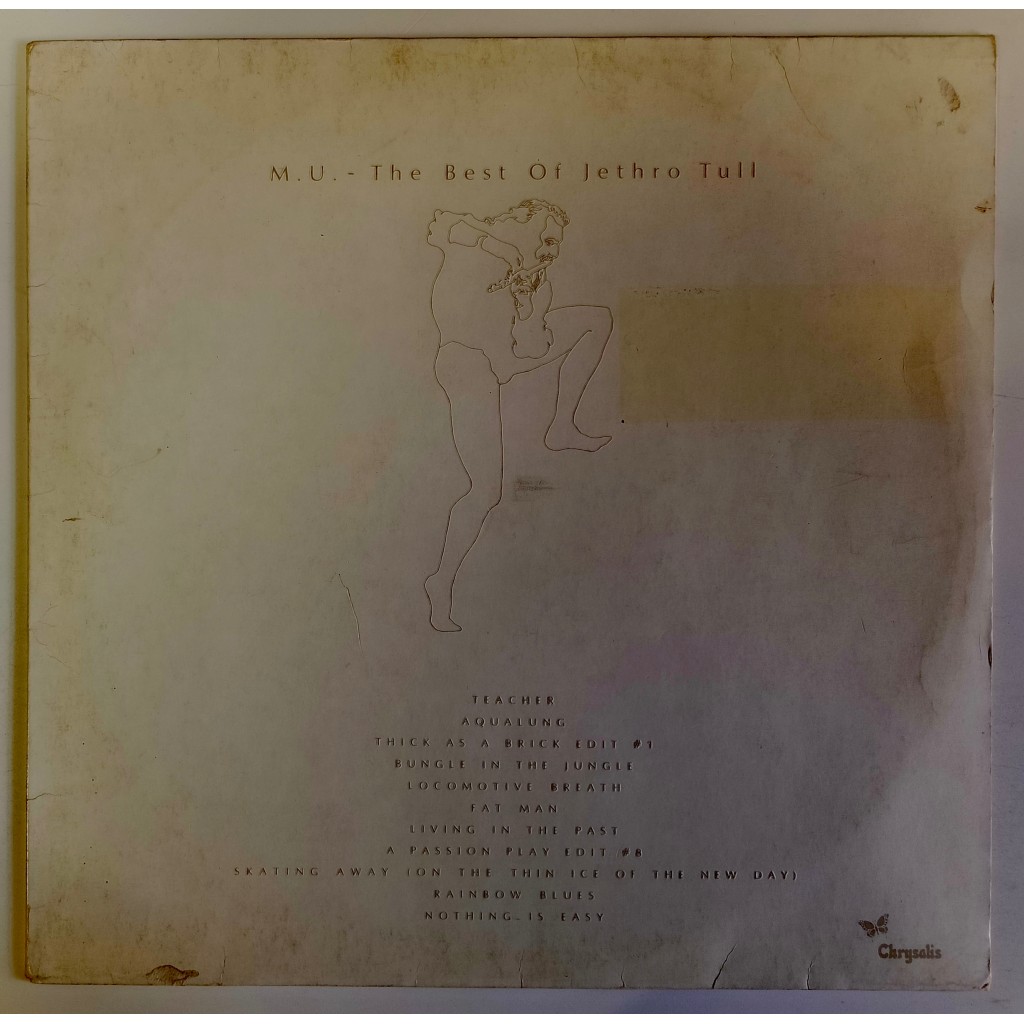 M.U. - The Best Of Jethro Tull
TEACHER
AQUALUNG
THICK AS A BRICK EDIT #1
BUNGLE IN THE JUNGLE
LOCOMOTIVE BREATH
FAT MAN
LIVING IN THE PAST
A PASSION PLAY EDIT #8
SKATING AWAY (ON THE THIN ICE OF THE NEW DAY)
RAINBOW BLUES
NOTHING IS EASY
Chrysalis